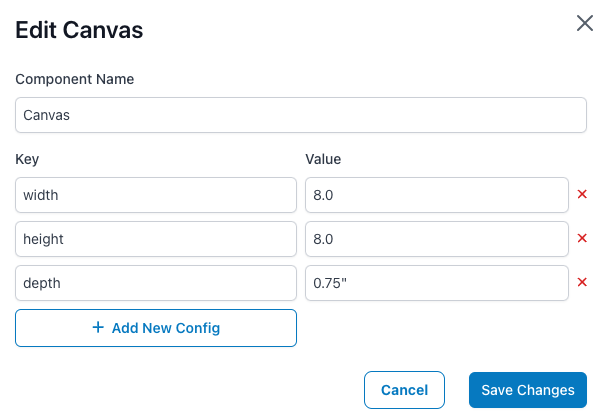 Edit Canvas
Component Name
Canvas
Key Value
width 8.0
height 8.0
depth 0.75"
+ Add New Config
Cancel Save Changes